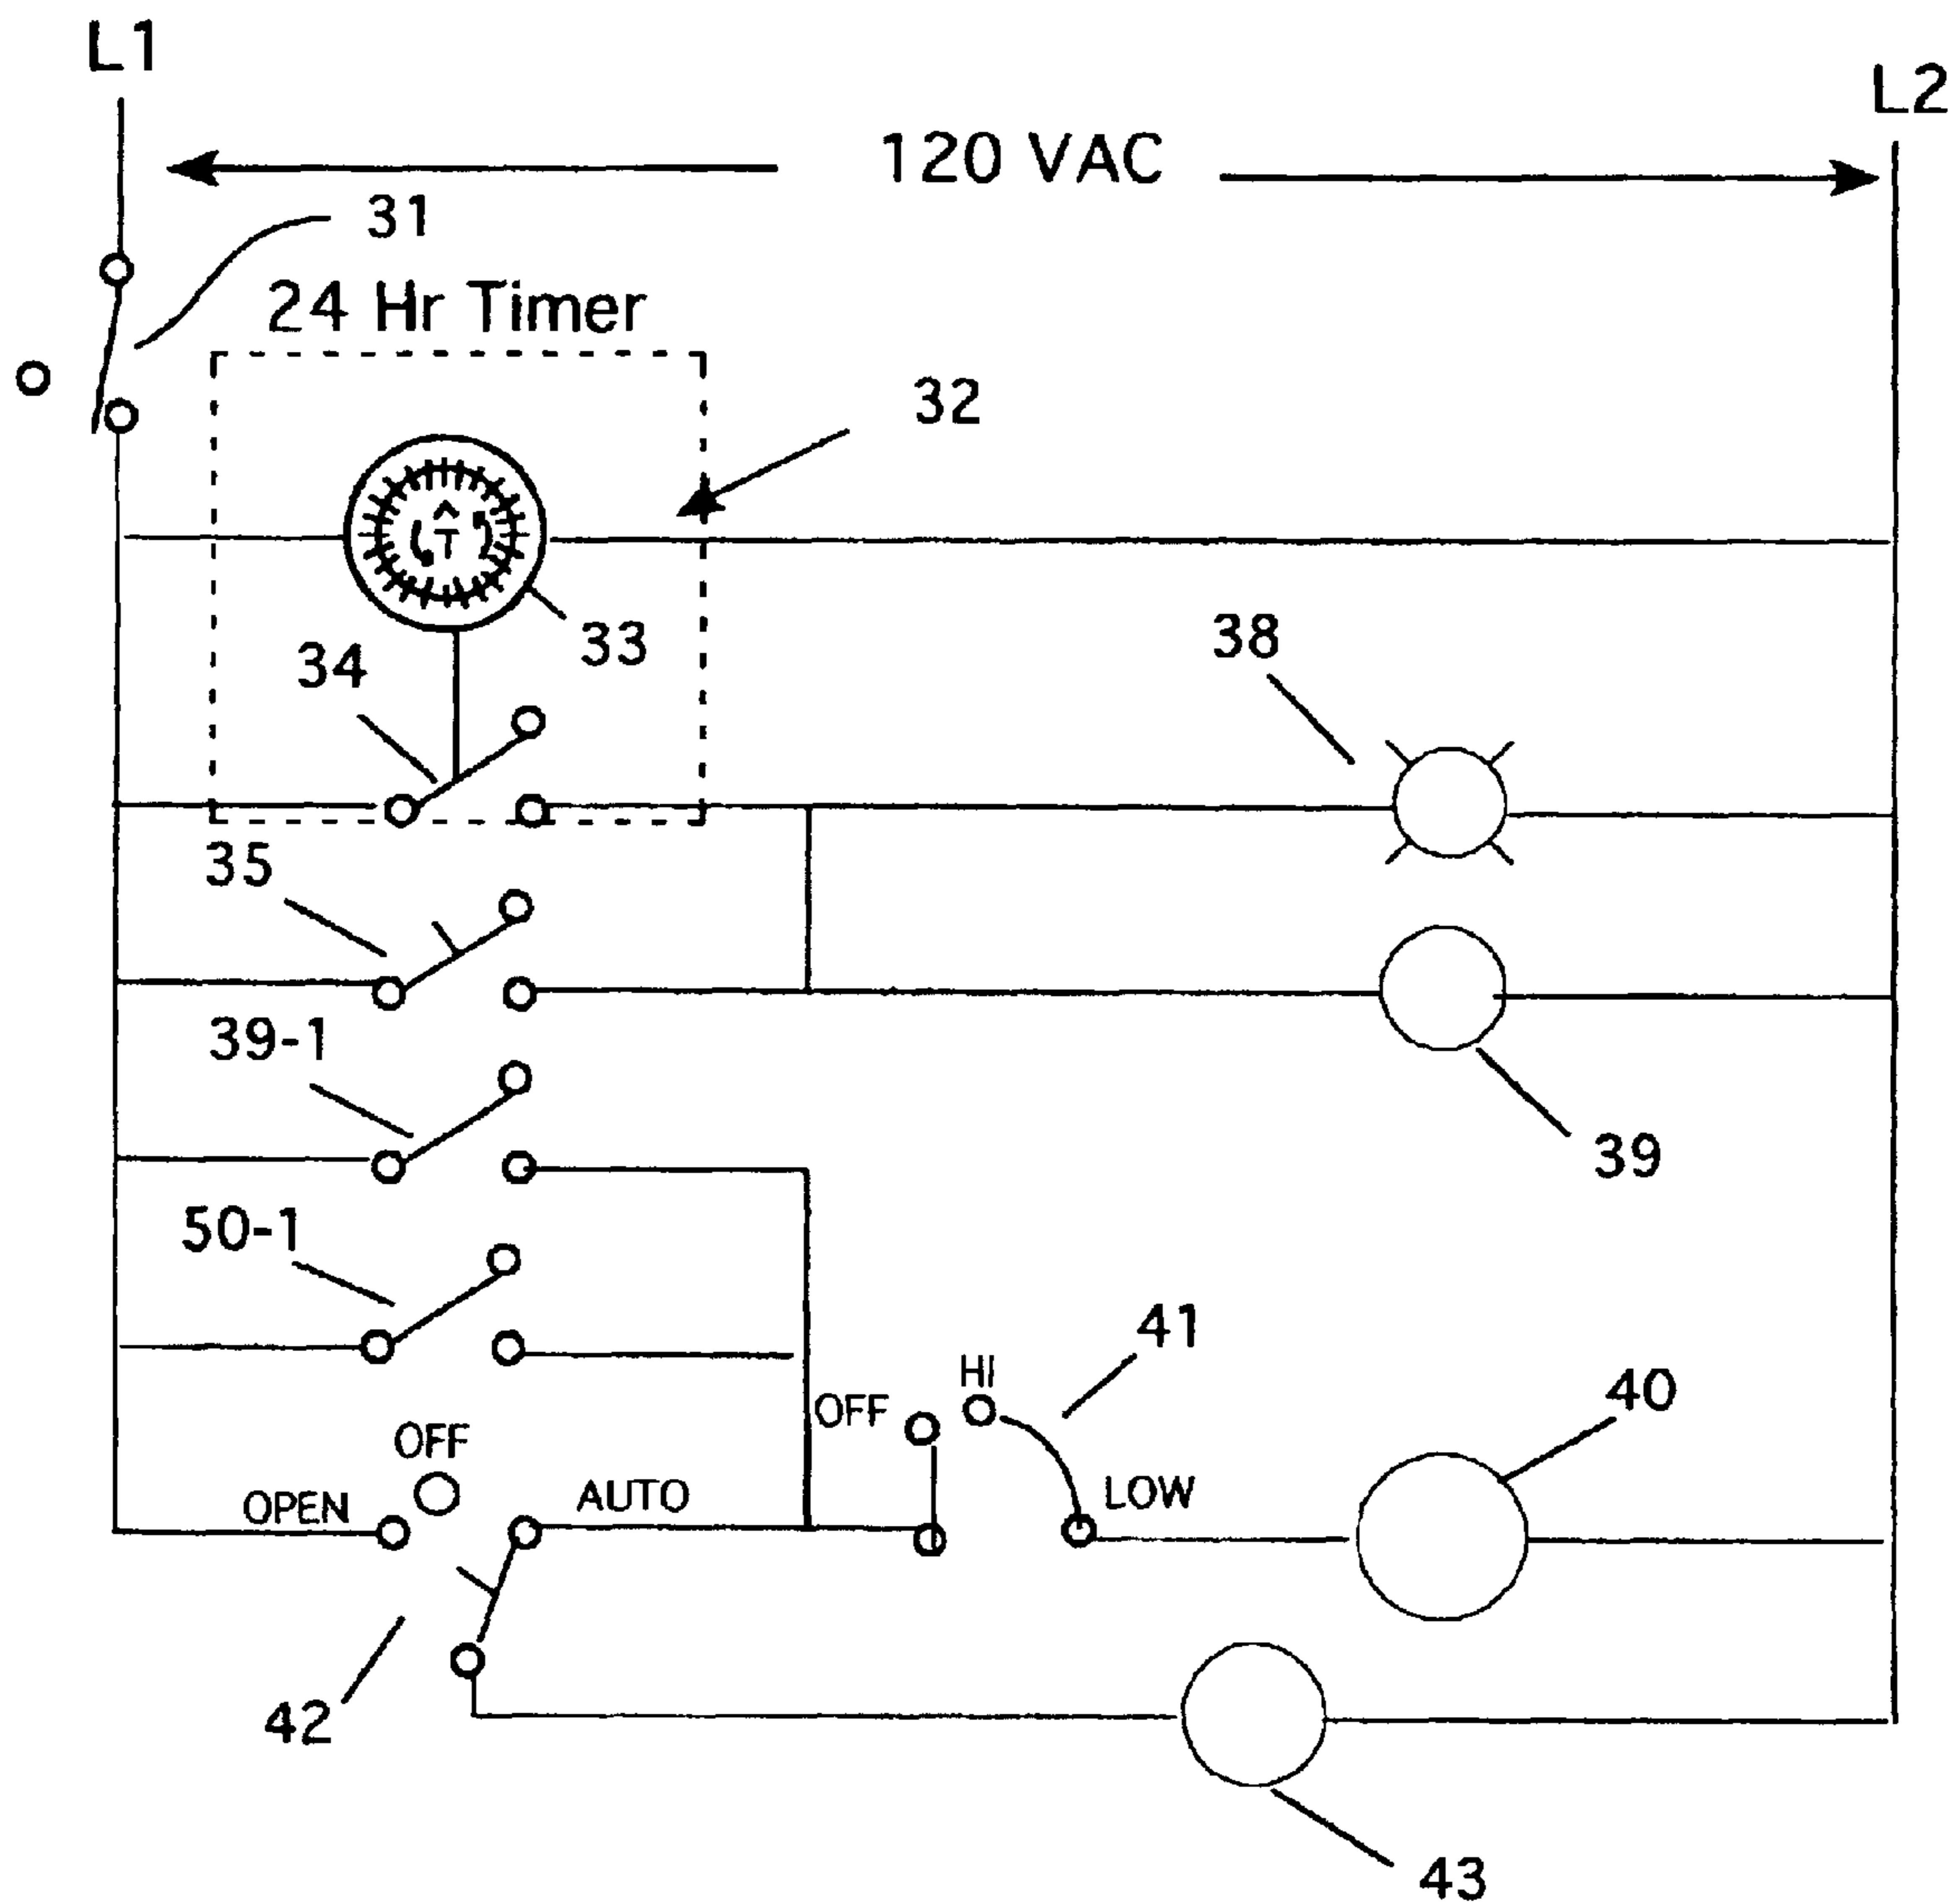 L1
L2
120 VAC
31
24 Hr Timer
32
T
33
34
38
35
39-1
39
50-1
41
HI
OFF
40
OFF
OPEN
AUTO
LOW
42
43